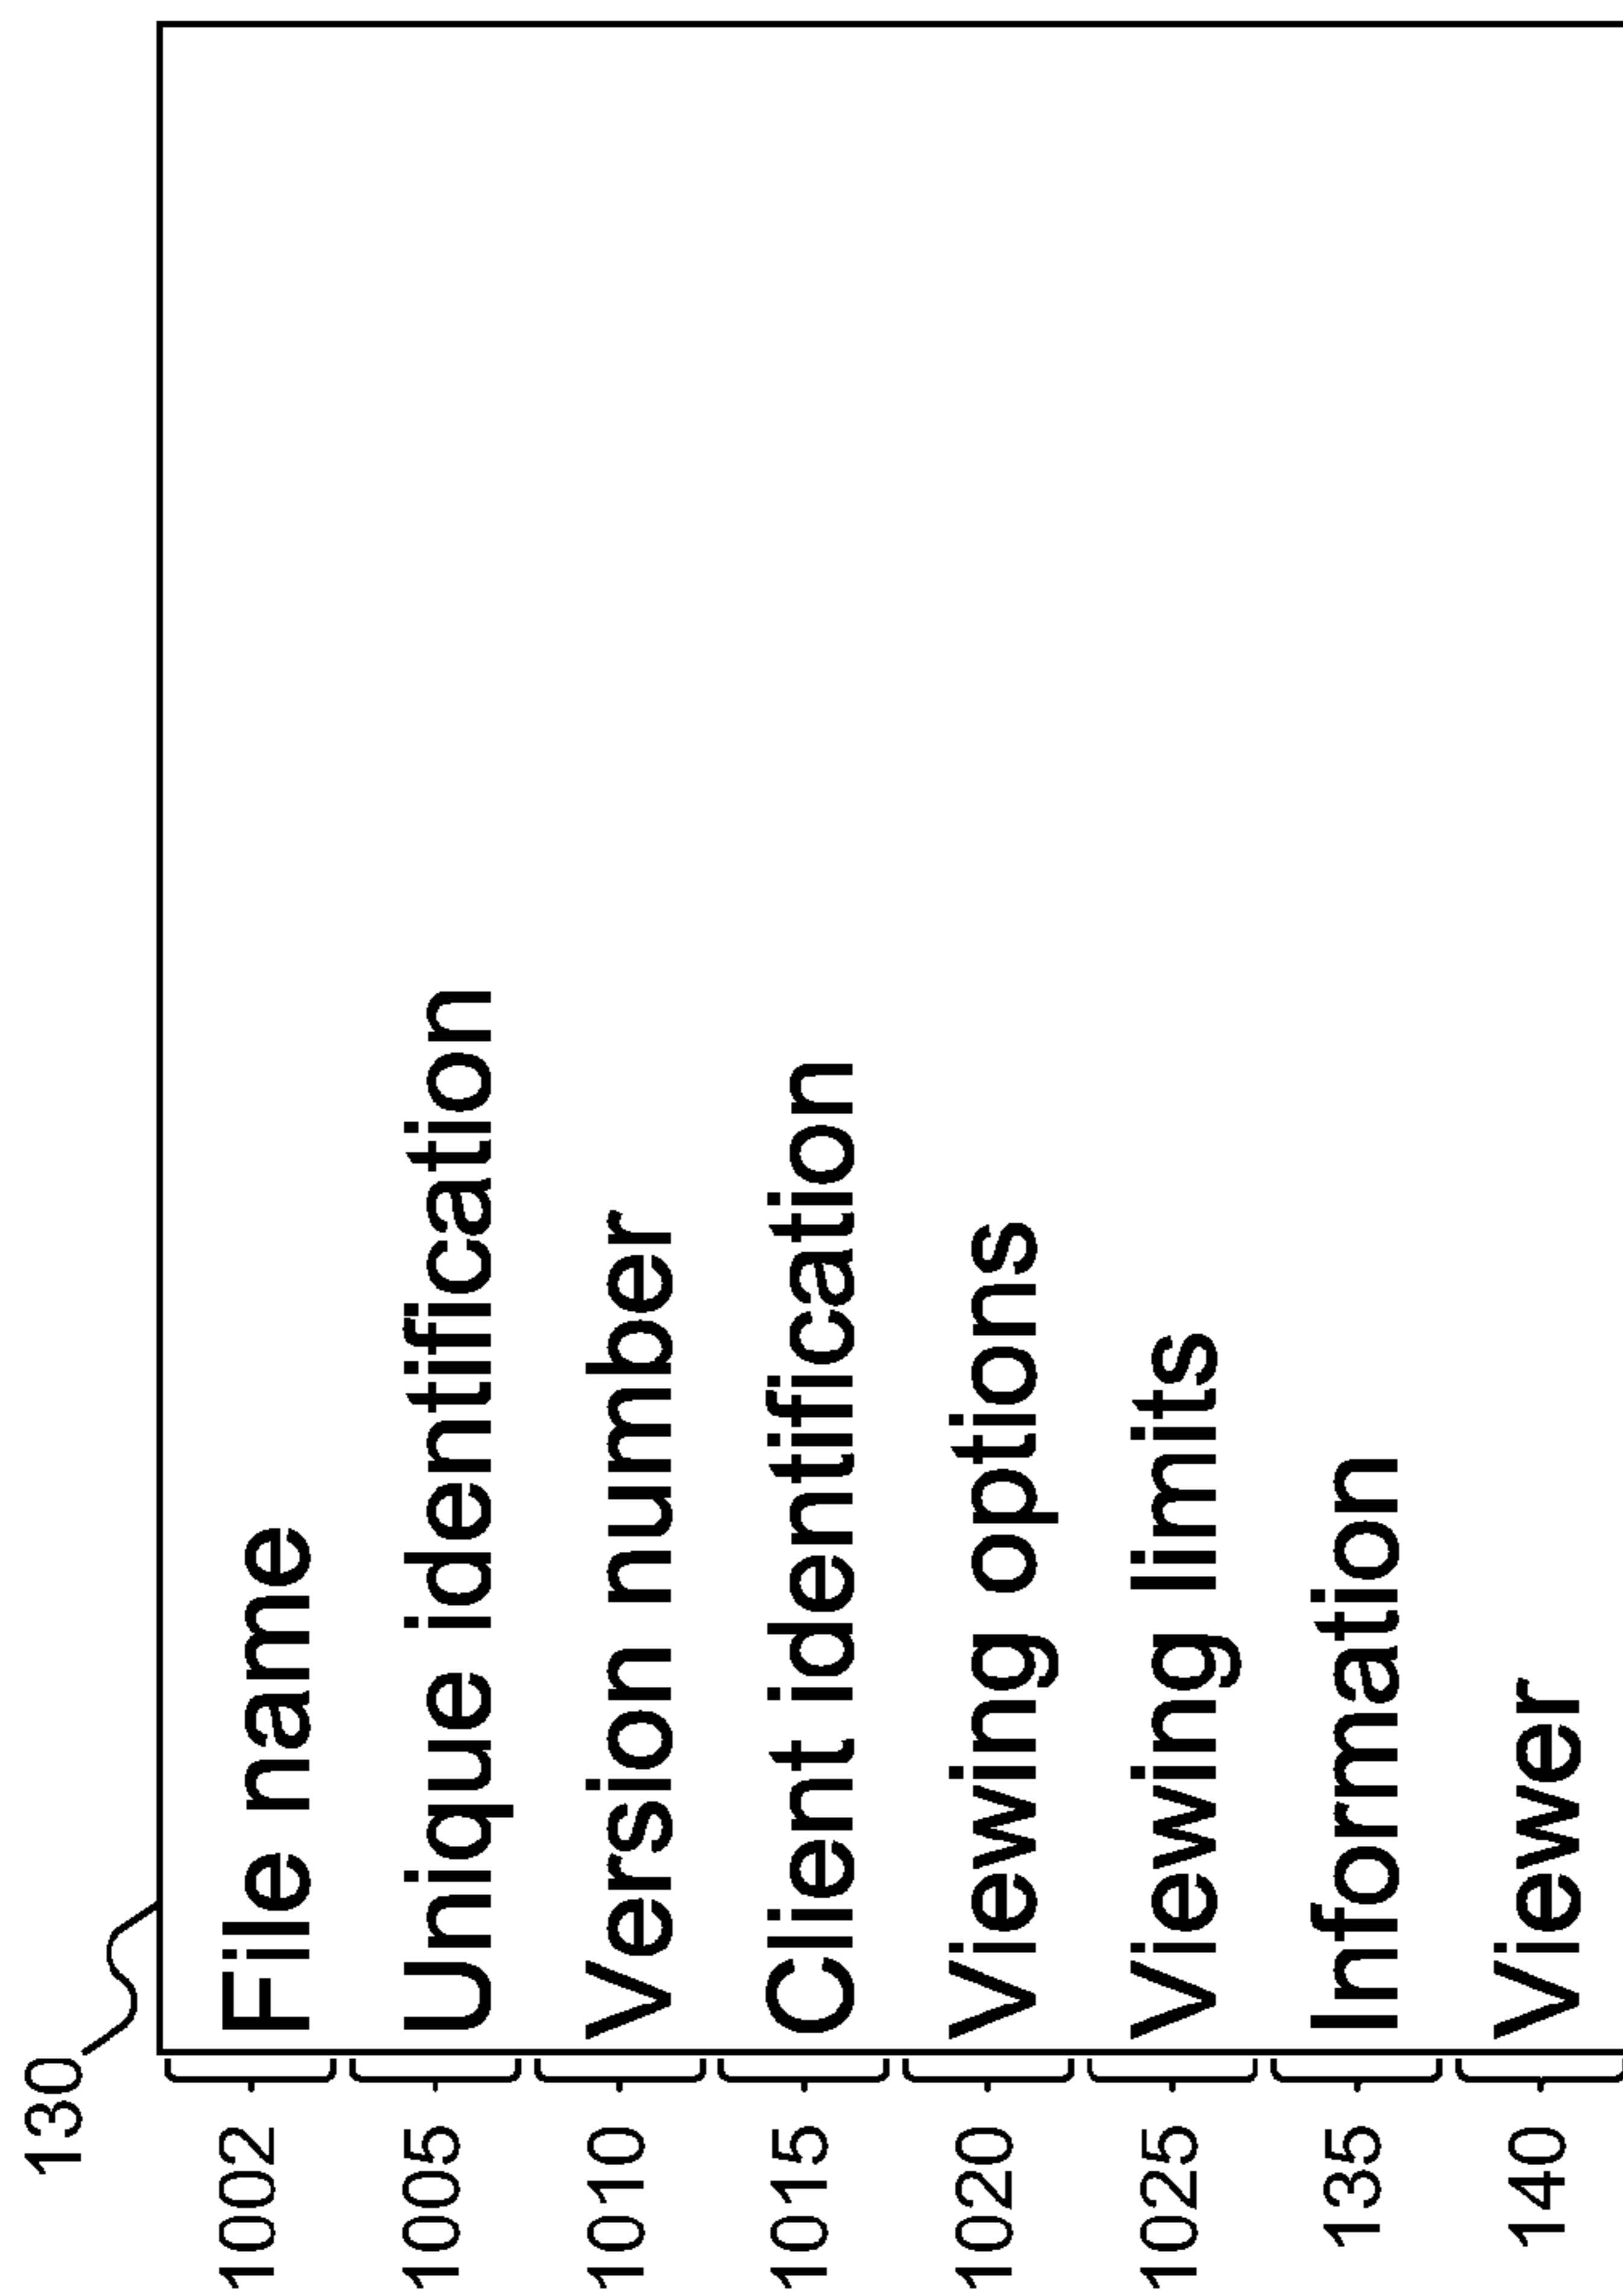 130
1002 File name
1005 Unique identification
1010 Version number
1015 Client identification
1020 Viewing options
1025 Viewing limits
135 Information
140 Viewer